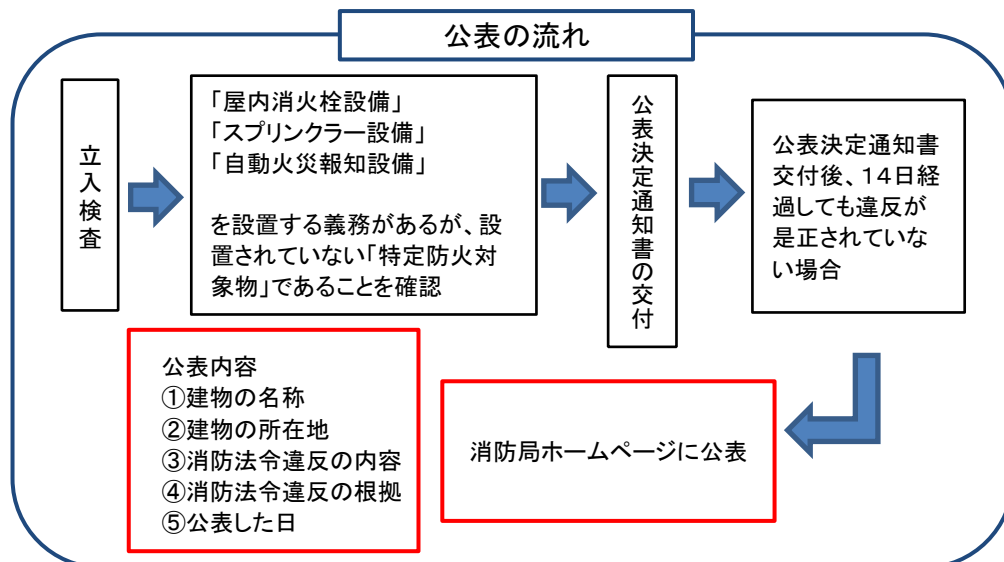 公表の流れ
立入検査
「屋内消火栓設備」
「スプリンクラー設備」
「自動火災報知設備」
を設置する義務があるが、設
置されていない「特定防火対
象物」であることを確認
公表決定通知書の交付
公表決定通知書
交付後、14日経
過しても違反が
是正されていな
い場合
公表内容
①建物の名称
②建物の所在地
③消防法令違反の内容
④消防法令違反の根拠
⑤公表した日
消防局ホームページに公表